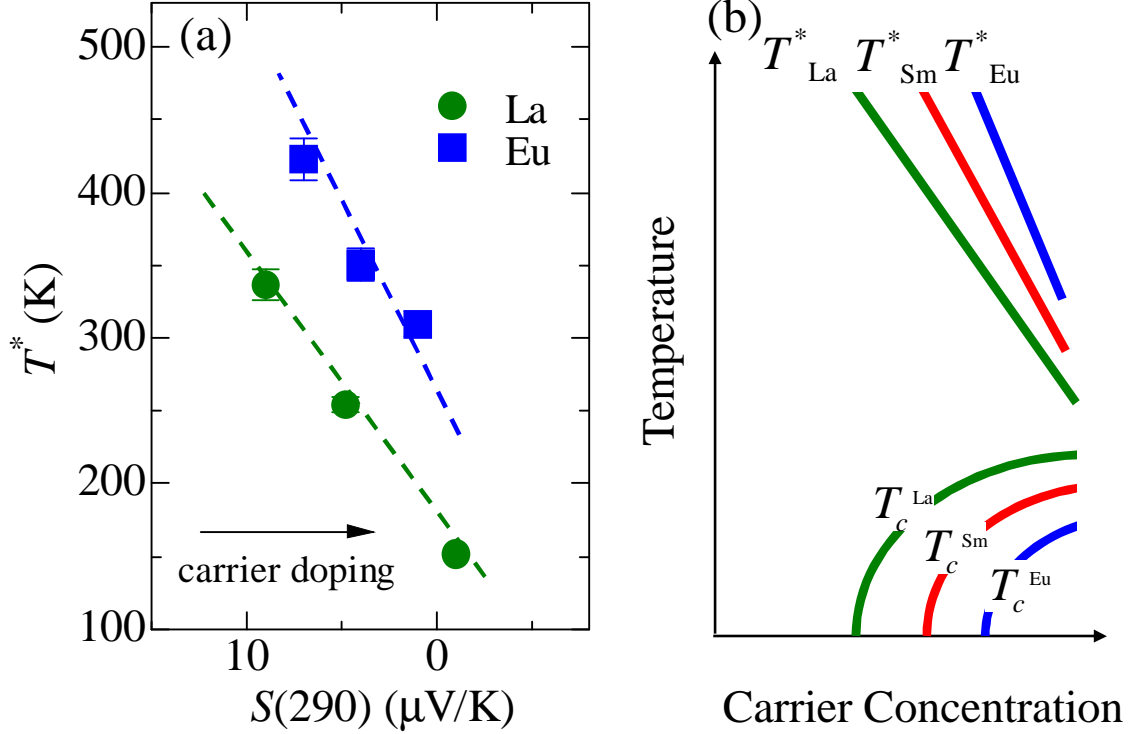 (a)
500
400
300
200
100
T* (K)
La
Eu
carrier doping
10 0
S(290) (μV/K)
(b)
T*La T*Sm T*Eu
Temperature
Tc La
Tc Sm
Tc Eu
Carrier Concentration